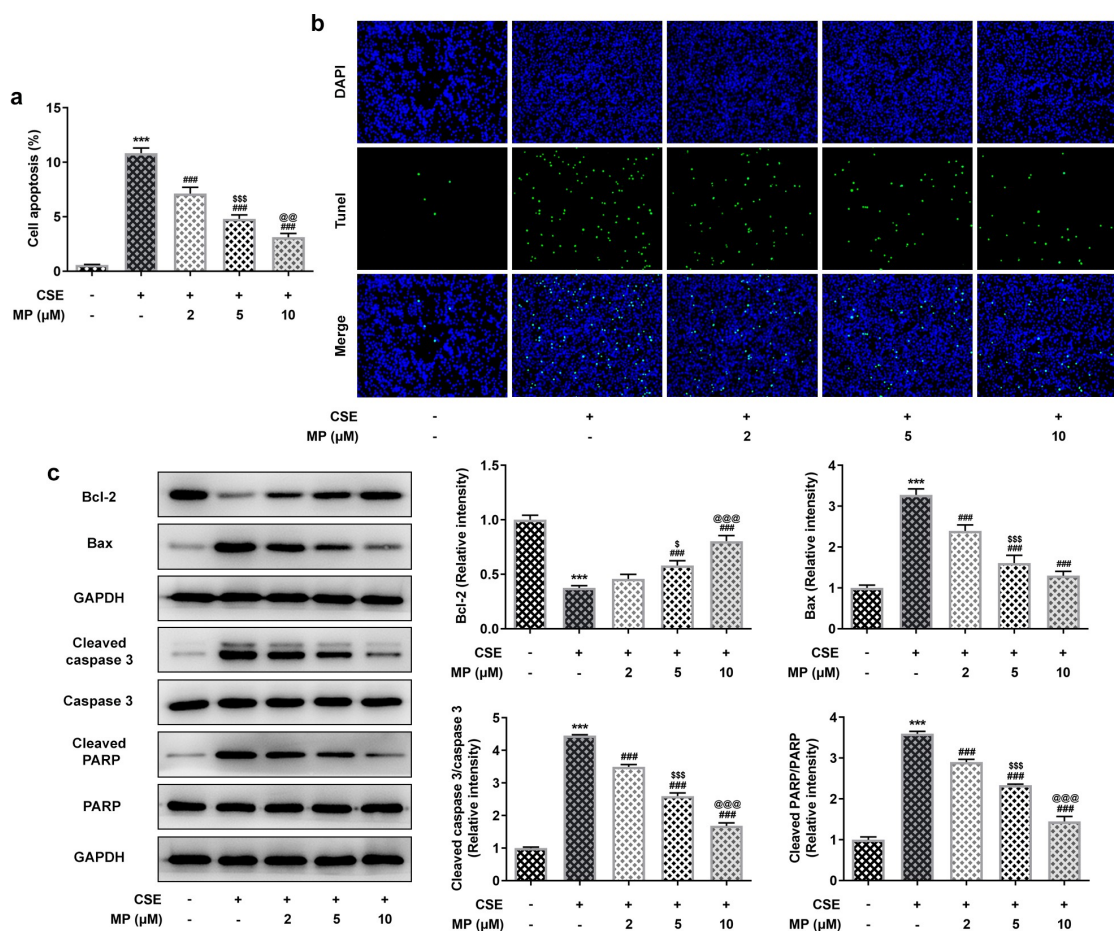 a
Cell apoptosis (%)
15
10
5
0
***
###
$$$
###
@@
###
CSE - + + + +
MP (μM) - - 2 5 10
b
DAPI
Tunel
Merge
CSE - + + + +
MP (μM) - - 2 5 10
c
Bcl-2
Bax
GAPDH
Cleaved
caspase 3
Caspase 3
Cleaved
PARP
PARP
GAPDH
CSE - + + + +
MP (μM) - - 2 5 10
Bcl-2 (Relative intensity)
1.5
1.0
0.5
0.0
***
$
###
@@@
###
CSE - + + + +
MP (μM) - - 2 5 10
Bax (Relative intensity)
4
3
2
1
0
***
###
$$$
###
###
CSE - + + + +
MP (μM) - - 2 5 10
Cleaved caspase 3/caspase 3
(Relative intensity)
5
4
3
2
1
0
***
###
$$$
###
@@@
###
CSE - + + + +
MP (μM) - - 2 5 10
Cleaved PARP/PARP
(Relative intensity)
4
3
2
1
0
***
###
$$$
###
@@@
###
CSE - + + + +
MP (μM) - - 2 5 10